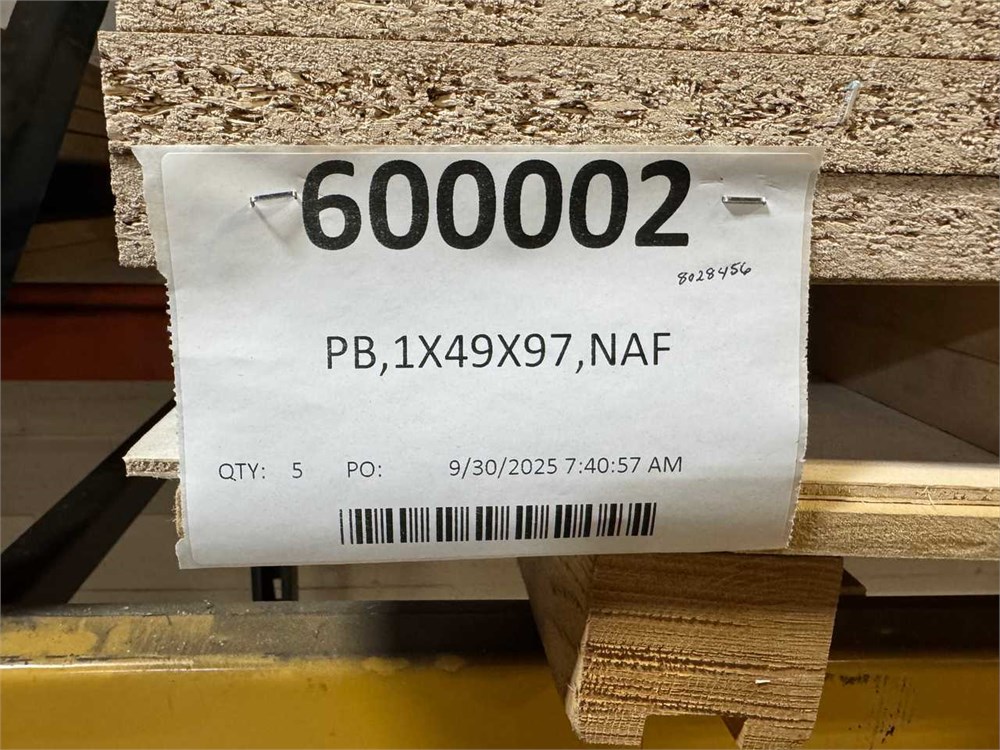 600002
8028456
PB,1X49X97,NAF
QTY: 5 PO: 9/30/2025 7:40:57 AM